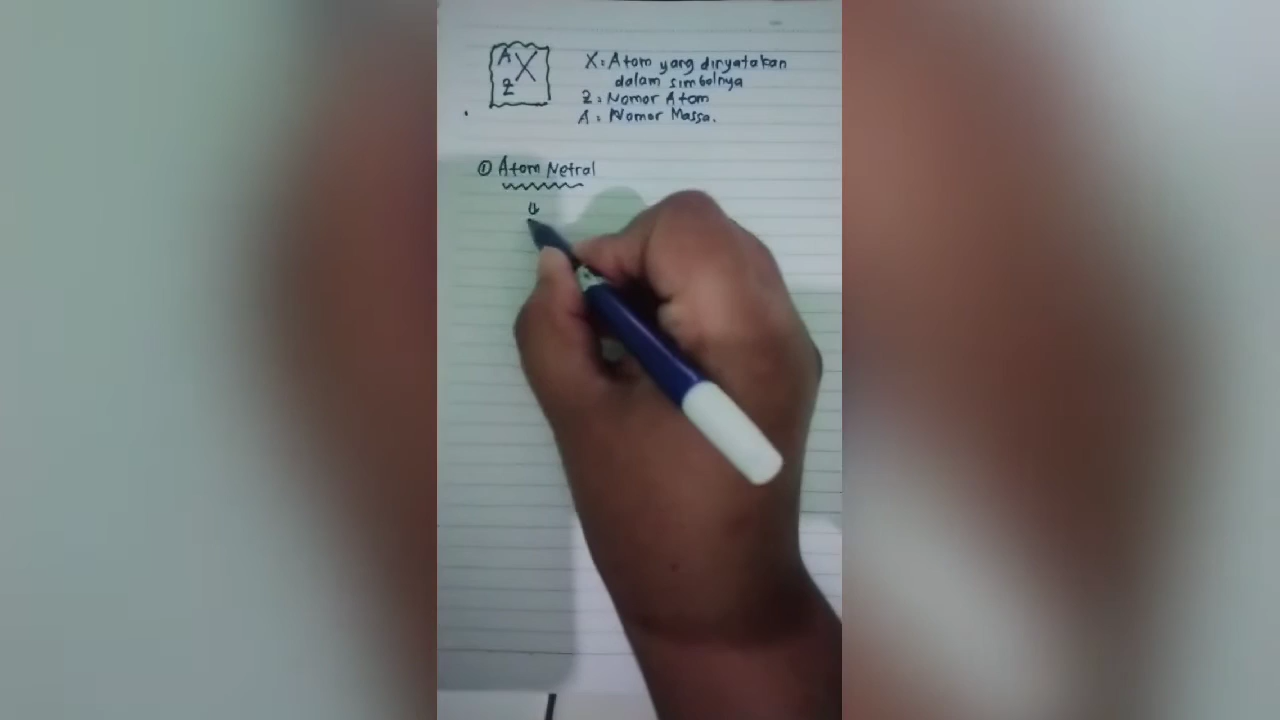 A X
Z
X : Atom yang dinyatakan
dalam simbolnya
Z : Nomor Atom
A : Nomor Massa.
① Atom Netral